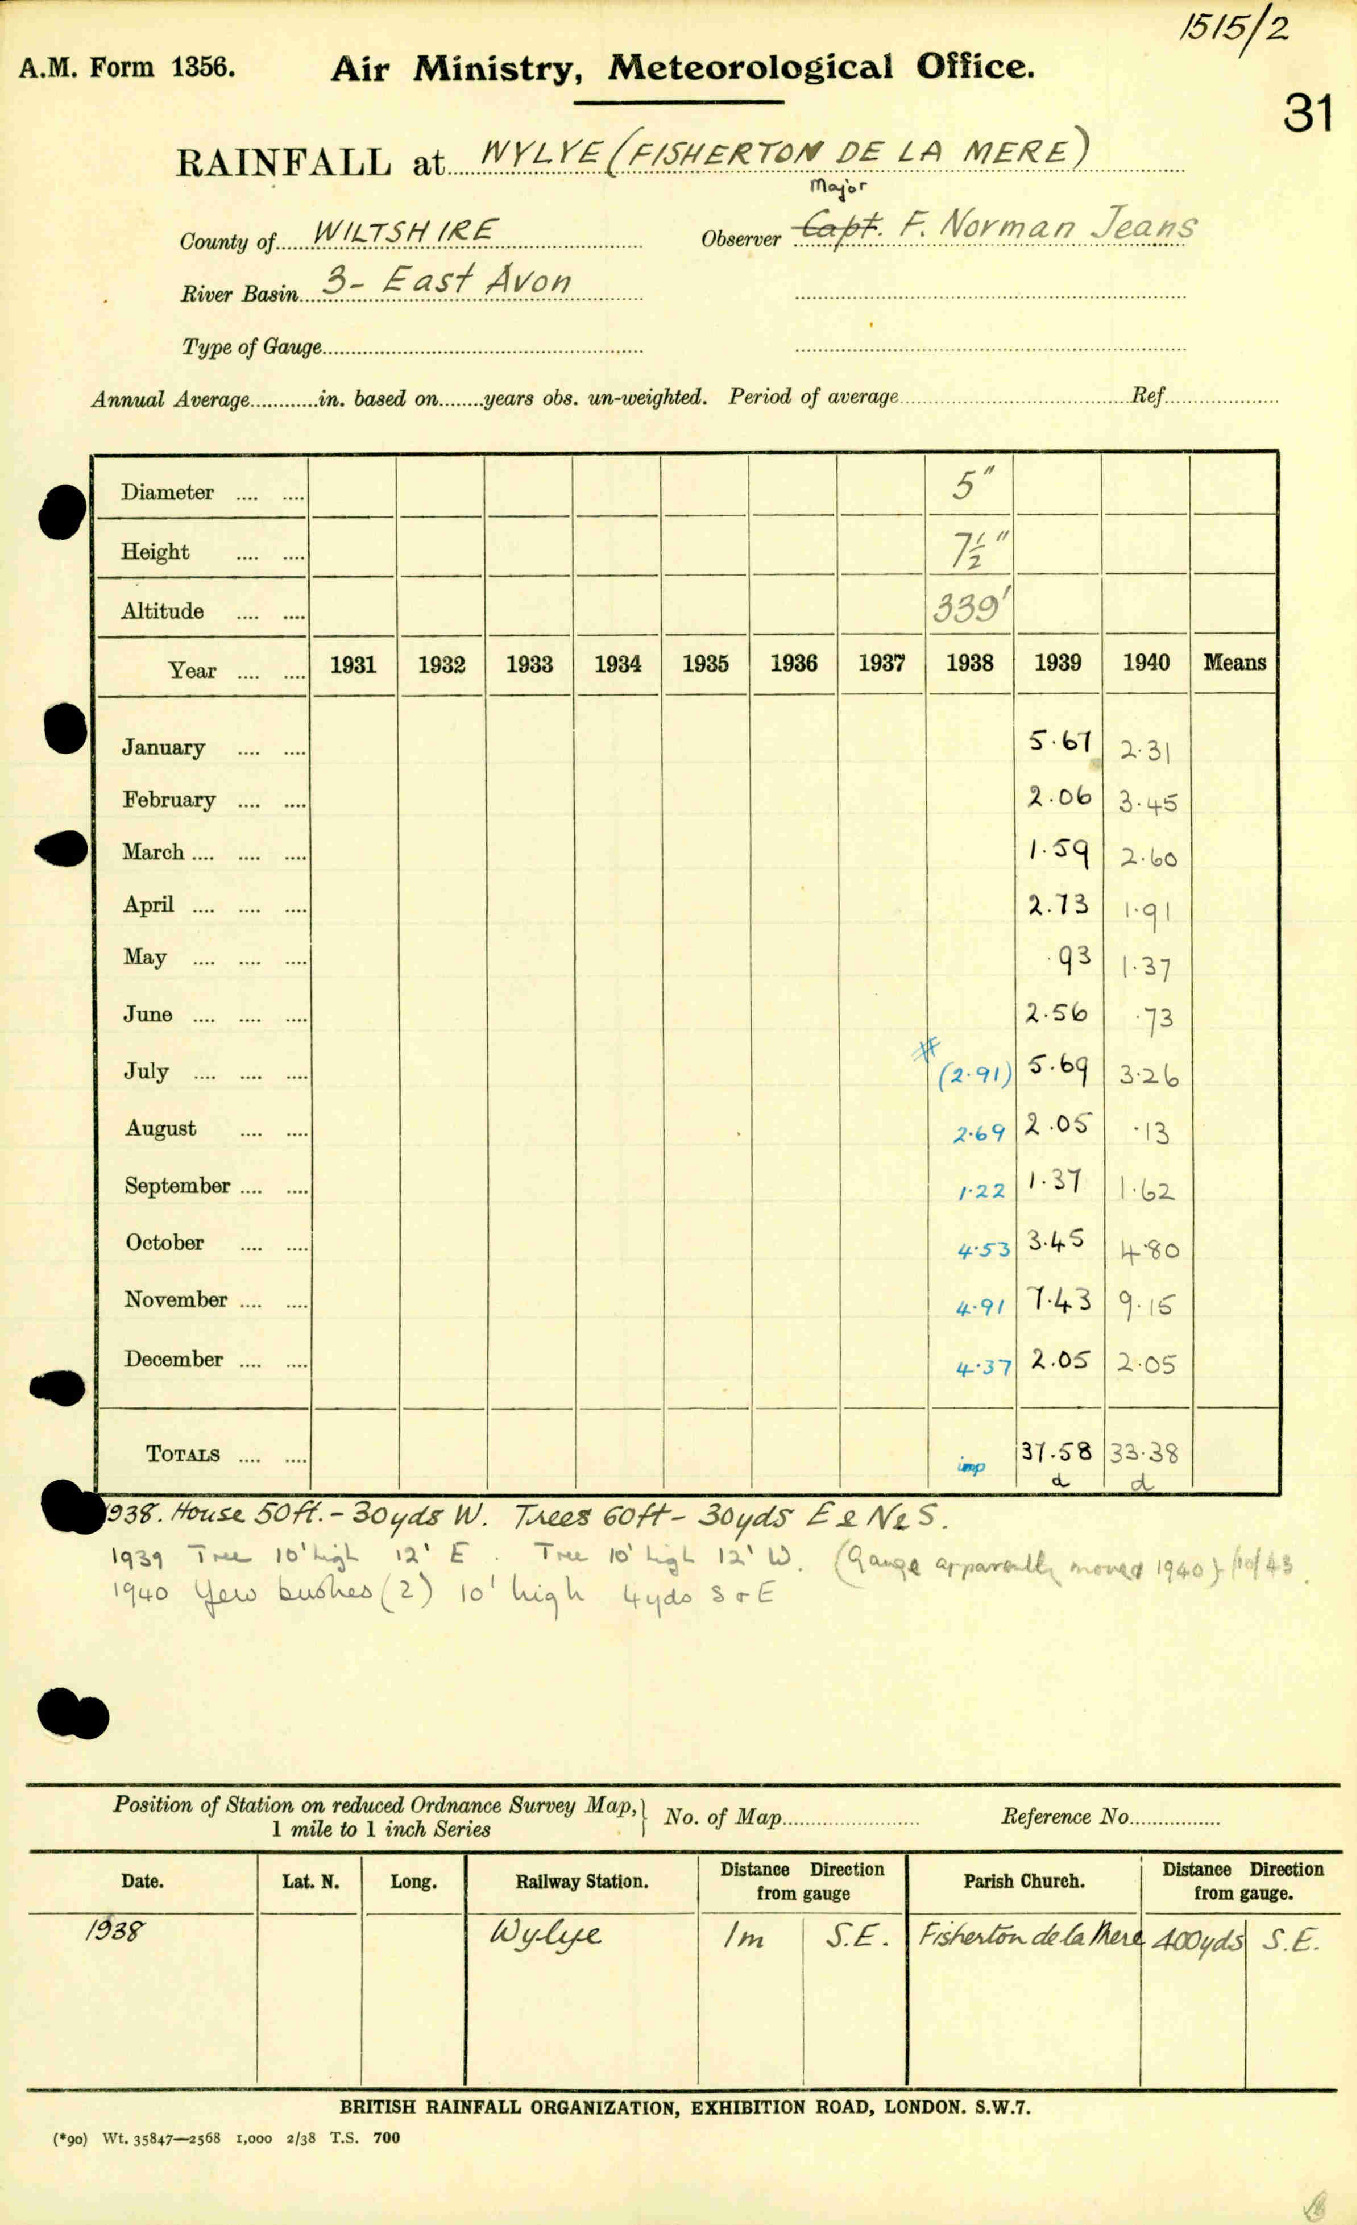 1515/2
A.M. Form 1356. Air Ministry, Meteorological Office.
31
RAINFALL at WYLYE (FISHERTON DE LA MERE)
Major
County of WILTSHIRE Observer Capt. F. Norman Jeans
River Basin 3- East Avon
Type of Gauge
Annual Average in. based on years obs. un-weighted. Period of average Ref
Diameter 5"
Height 7½"
Altitude 339'
Year 1931 1932 1933 1934 1935 1936 1937 1938 1939 1940 Means
January 5.67 2.31
February 2.06 3.45
March 1.59 2.60
April 2.73 1.91
May .93 1.37
June 2.56 .73
July # (2.91) 5.69 3.26
August 2.69 2.05 .13
September 1.22 1.37 1.62
October 4.53 3.45 4.80
November 4.91 7.43 9.15
December 4.37 2.05 2.05
TOTALS imp 37.58 33.38
d d
1938. House 50ft. - 30yds W. Trees 60ft - 30yds E & N & S.
1939 Tree 10' high 12' E. Tree 10' high 12' W. (Gauge apparently moved 1940)
1940 Yew bushes (2) 10' high 4yds S & E
Position of Station on reduced Ordnance Survey Map, 1 mile to 1 inch Series } No. of Map Reference No.
Date. Lat. N. Long. Railway Station. Distance Direction from gauge Parish Church. Distance Direction from gauge.
1938 Wylye 1m S.E. Fisherton de la Mere 400yds S.E.
BRITISH RAINFALL ORGANIZATION, EXHIBITION ROAD, LONDON. S.W.7.
(*90) Wt. 35847—2568 1,000 2/38 T.S. 700